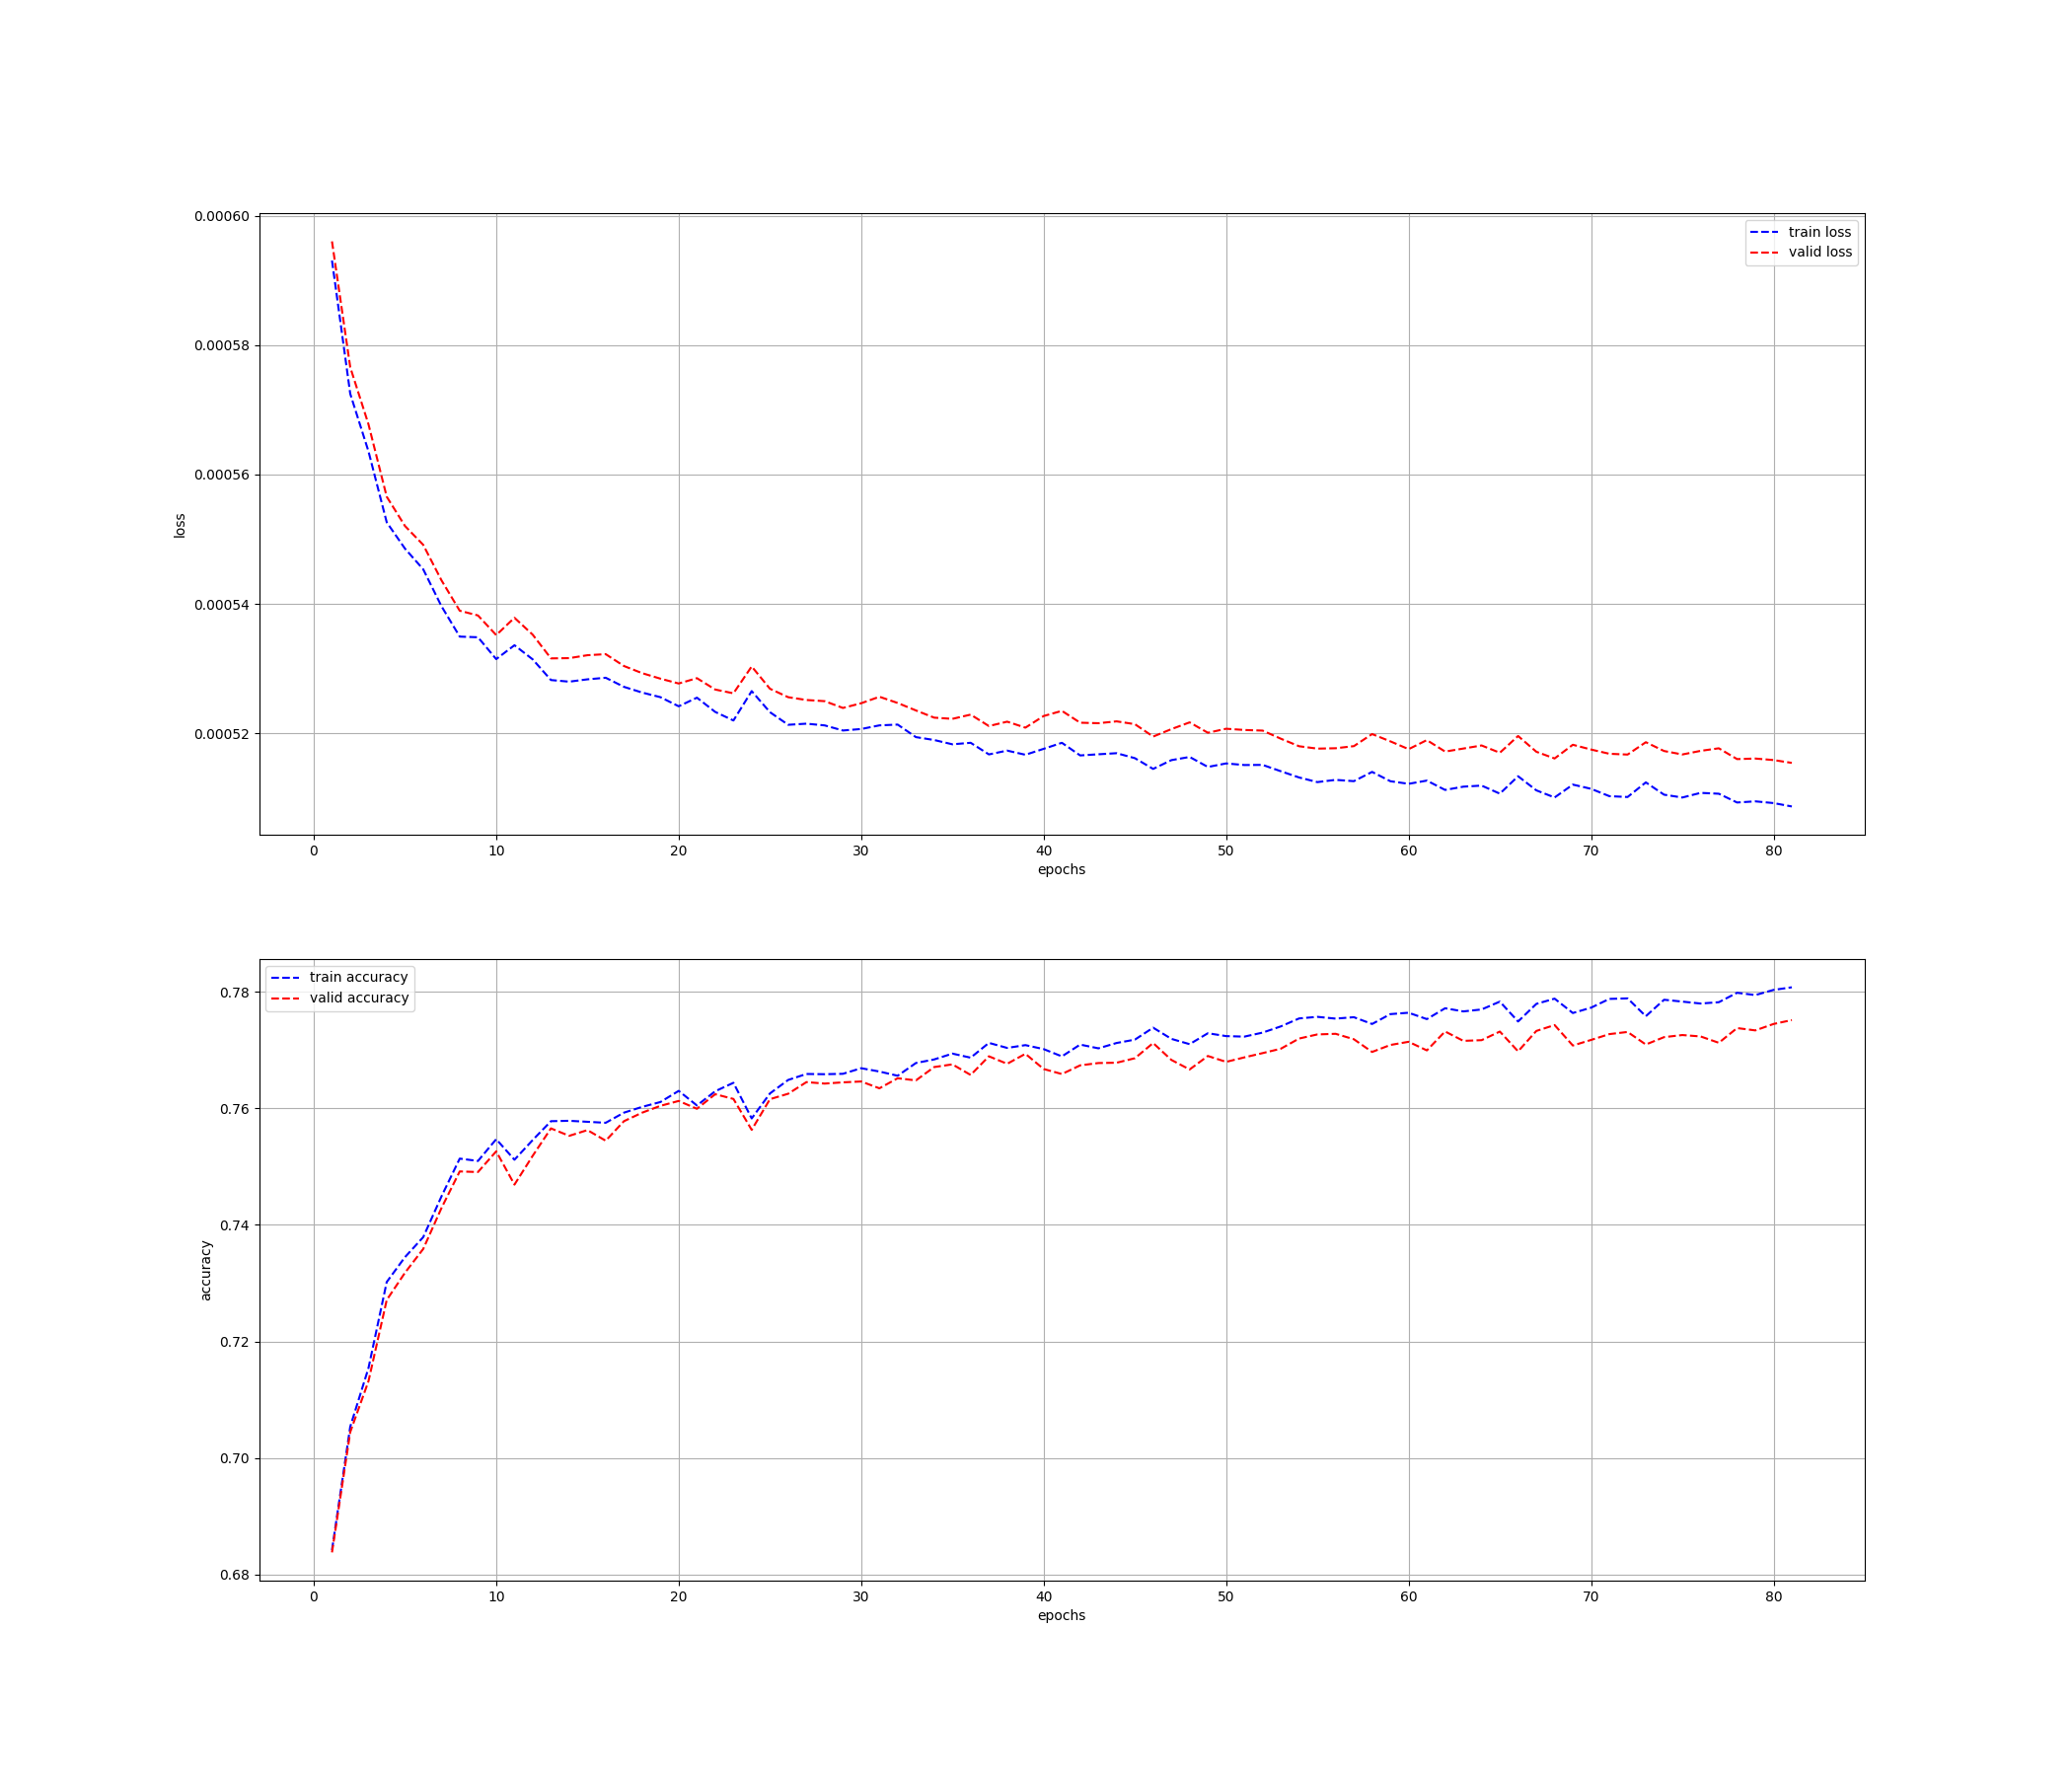 0.00060
train loss
valid loss
0.00058
0.00056
loss
0.00054
0.00052
0 10 20 30 40 50 60 70 80
epochs
train accuracy
0.78
valid accuracy
0.76
0.74
accuracy
0.72
0.70
0.68
0 10 20 30 40 50 60 70 80
epochs